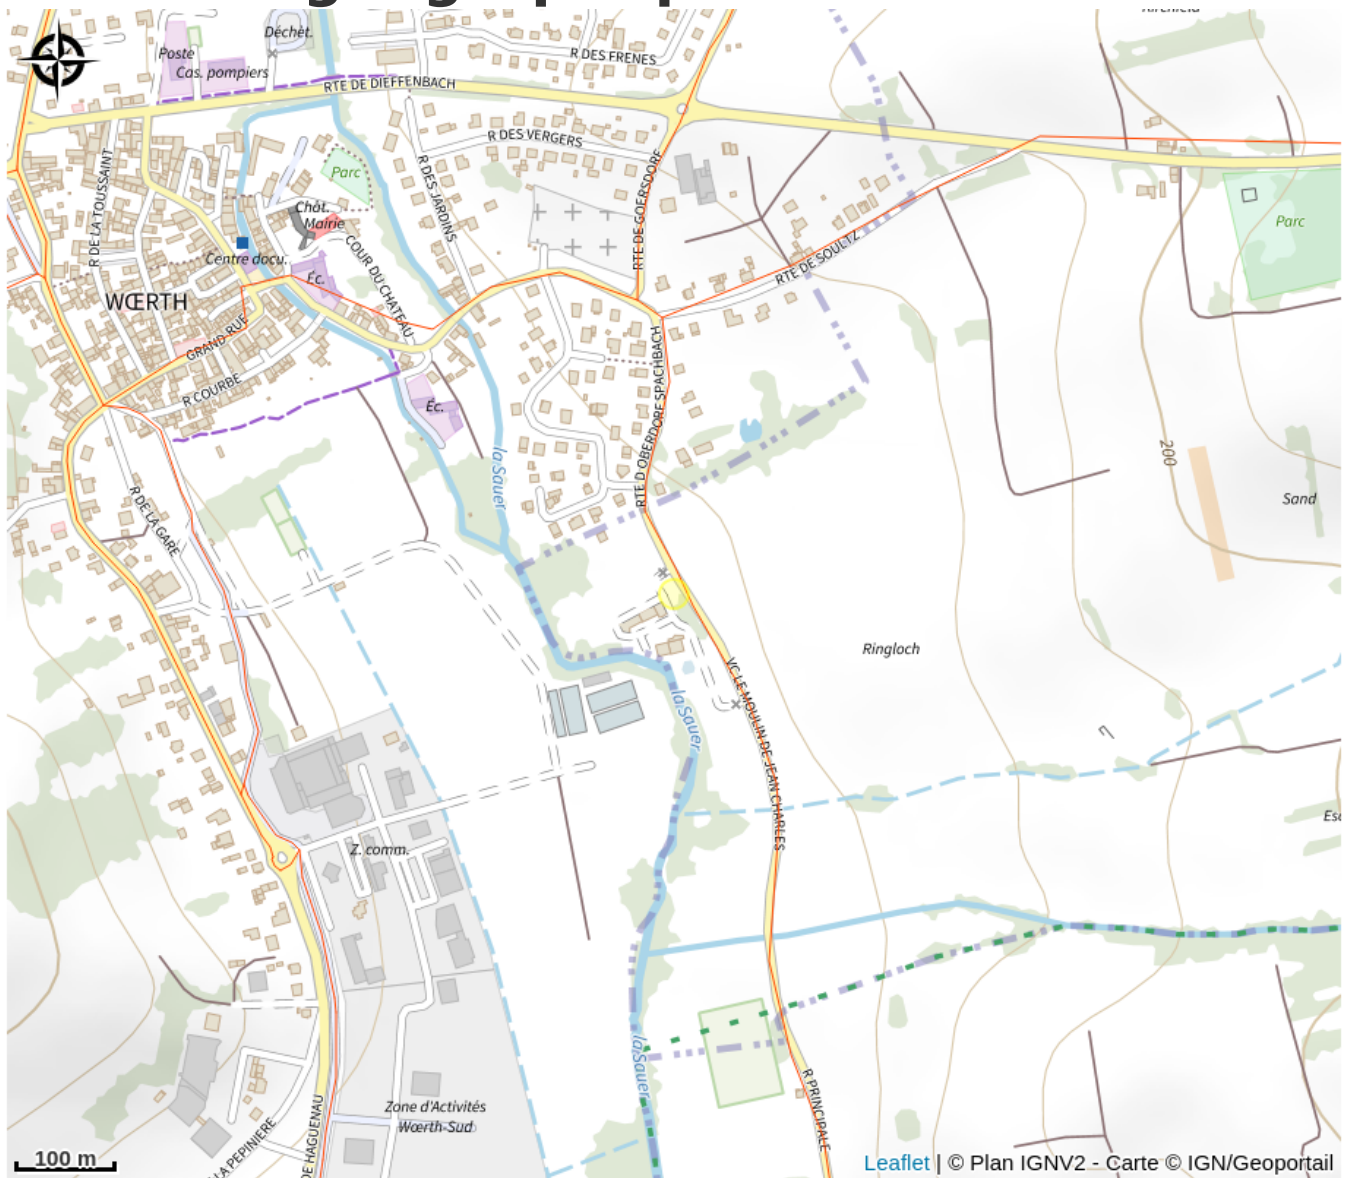 Déchèt.
Poste
Cas. pompiers
R DES FRENES
RTE DE DIEFFENBACH
R DES VERGERS
R DE LA TOUSSAINT
R DES JARDINS
Parc
Chât.
Mairie
RTE DE GOERSDORF
Parc
Centre docu.
COUR DU CHATEAU
RTE DE SOULTZ
Éc.
WŒRTH
GRAND RUE
R COURBE
RTE D OBERDORF SPACHBACH
Éc.
la Sauer
200
Sand
R DE LA GARE
Ringloch
la Sauer
VC LE MOULIN DE JEAN CHARLES
Z. comm.
la Sauer
R PRINCIPALE
Zone d'Activités
Wœrth-Sud
DE HAGUENAU
LA PEPINIERE
100 m
Leaflet | © Plan IGNV2 - Carte © IGN/Geoportail